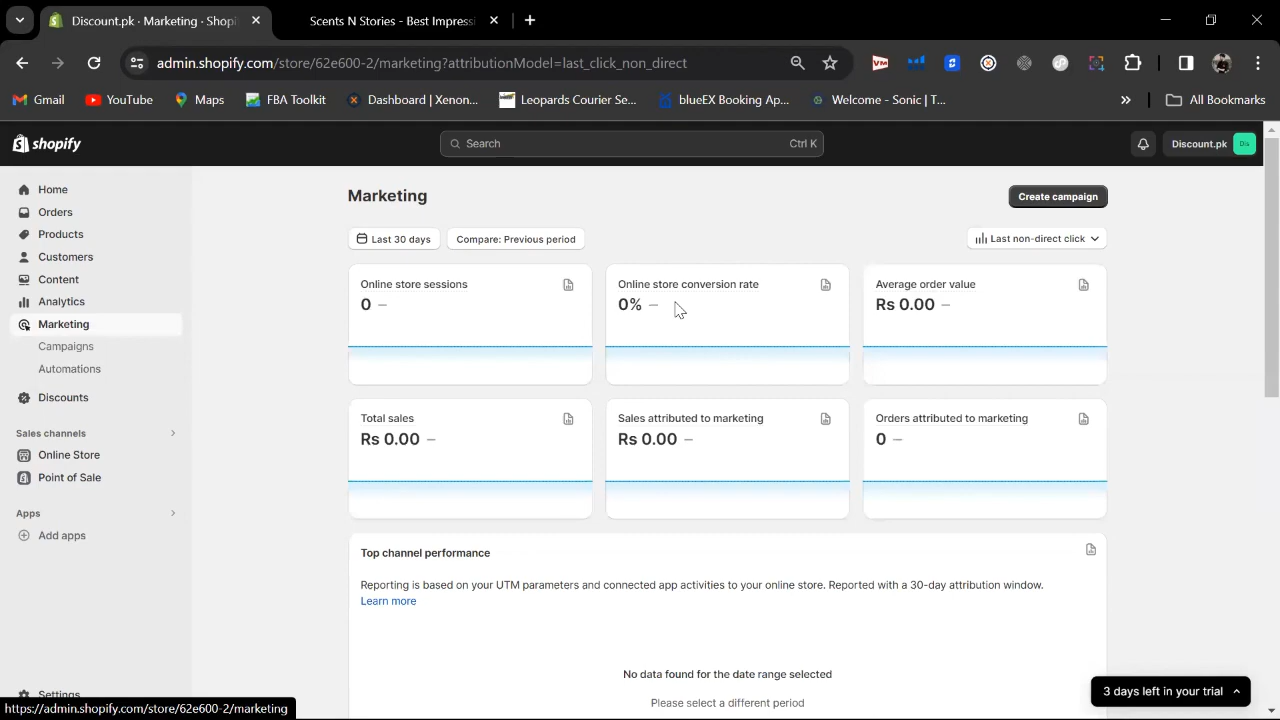 Discount.pk · Marketing · Shopi
Scents N Stories - Best Impressi
admin.shopify.com/store/62e600-2/marketing?attributionModel=last_click_non_direct
Gmail
YouTube
Maps
FBA Toolkit
Dashboard | Xenon...
Leopards Courier Se...
blueEX Booking Ap...
Welcome - Sonic | T...
All Bookmarks
shopify
Search
Ctrl K
Discount.pk
Dis
Home
Orders
Products
Customers
Content
Analytics
Marketing
Campaigns
Automations
Discounts
Sales channels
Online Store
Point of Sale
Apps
Add apps
Settings
Marketing
Create campaign
Last 30 days
Compare: Previous period
Last non-direct click
Online store sessions
0 –
Online store conversion rate
0% –
Average order value
Rs 0.00 –
Total sales
Rs 0.00 –
Sales attributed to marketing
Rs 0.00 –
Orders attributed to marketing
0 –
Top channel performance
Reporting is based on your UTM parameters and connected app activities to your online store. Reported with a 30-day attribution window.
Learn more
No data found for the date range selected
Please select a different period
3 days left in your trial
https://admin.shopify.com/store/62e600-2/marketing